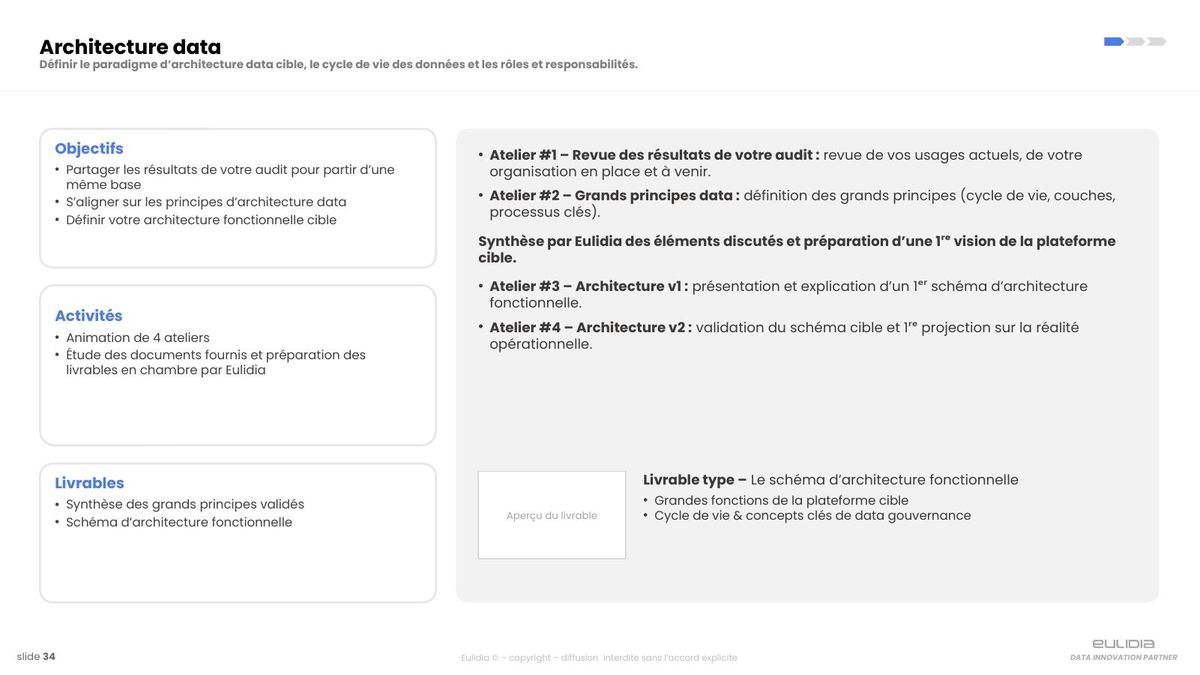 Architecture data
Définir le paradigme d’architecture data cible, le cycle de vie des données et les rôles et responsabilités.
Objectifs
• Partager les résultats de votre audit pour partir d’une
même base
• S’aligner sur les principes d’architecture data
• Définir votre architecture fonctionnelle cible
Activités
• Animation de 4 ateliers
• Étude des documents fournis et préparation des
livrables en chambre par Eulidia
Livrables
• Synthèse des grands principes validés
• Schéma d’architecture fonctionnelle
• Atelier #1 – Revue des résultats de votre audit : revue de vos usages actuels, de votre
organisation en place et à venir.
• Atelier #2 – Grands principes data : définition des grands principes (cycle de vie, couches,
processus clés).
Synthèse par Eulidia des éléments discutés et préparation d’une 1re vision de la plateforme
cible.
• Atelier #3 – Architecture v1 : présentation et explication d’un 1er schéma d’architecture
fonctionnelle.
• Atelier #4 – Architecture v2 : validation du schéma cible et 1re projection sur la réalité
opérationnelle.
Aperçu du livrable
Livrable type – Le schéma d’architecture fonctionnelle
• Grandes fonctions de la plateforme cible
• Cycle de vie & concepts clés de data gouvernance
slide 34
Eulidia © – copyright – diffusion interdite sans l’accord explicite
EULIDIA
DATA INNOVATION PARTNER